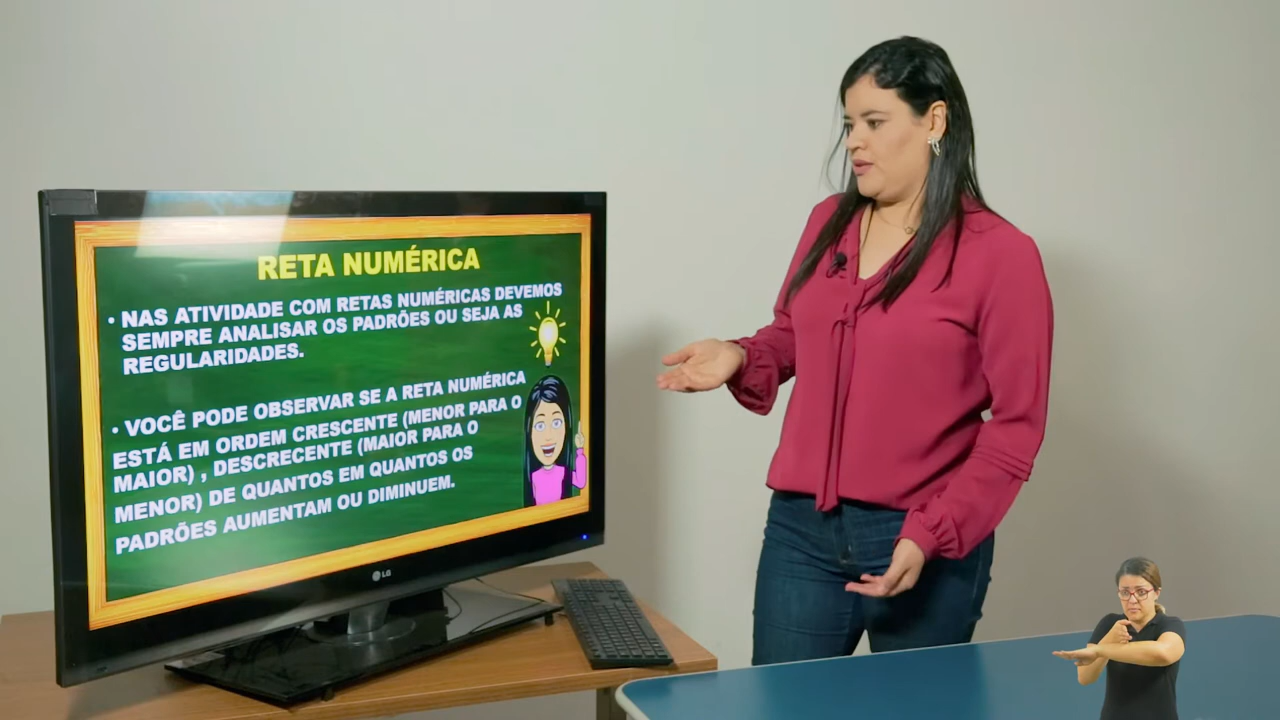 RETA NUMÉRICA
• NAS ATIVIDADE COM RETAS NUMÉRICAS DEVEMOS
SEMPRE ANALISAR OS PADRÕES OU SEJA AS
REGULARIDADES.
• VOCÊ PODE OBSERVAR SE A RETA NUMÉRICA
ESTÁ EM ORDEM CRESCENTE (MENOR PARA O
MAIOR) , DESCRECENTE (MAIOR PARA O
MENOR) DE QUANTOS EM QUANTOS OS
PADRÕES AUMENTAM OU DIMINUEM.
LG